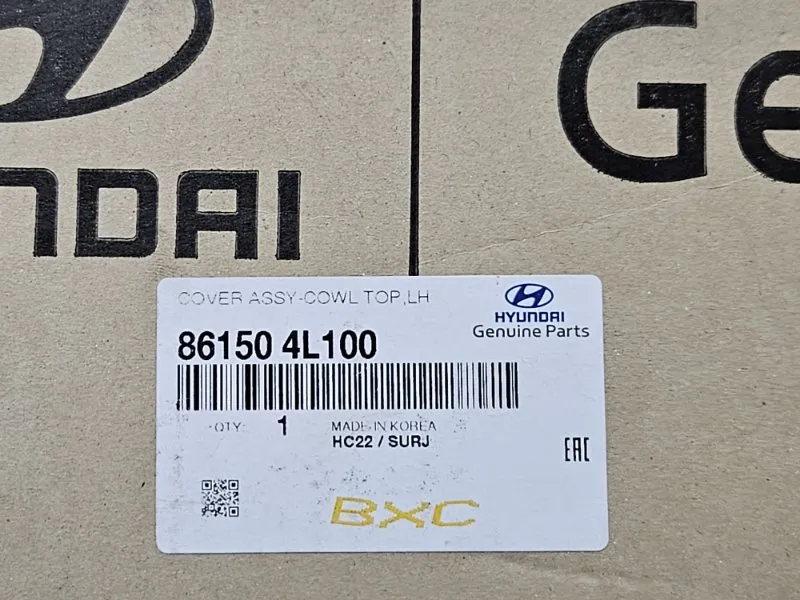 Ge
NDAI
COVER ASSY-COWL TOP,LH
HYUNDAI
Genuine Parts
86150 4L100
QTY: 1
MADE IN KOREA
HC22 / SURJ
EAC
BXC